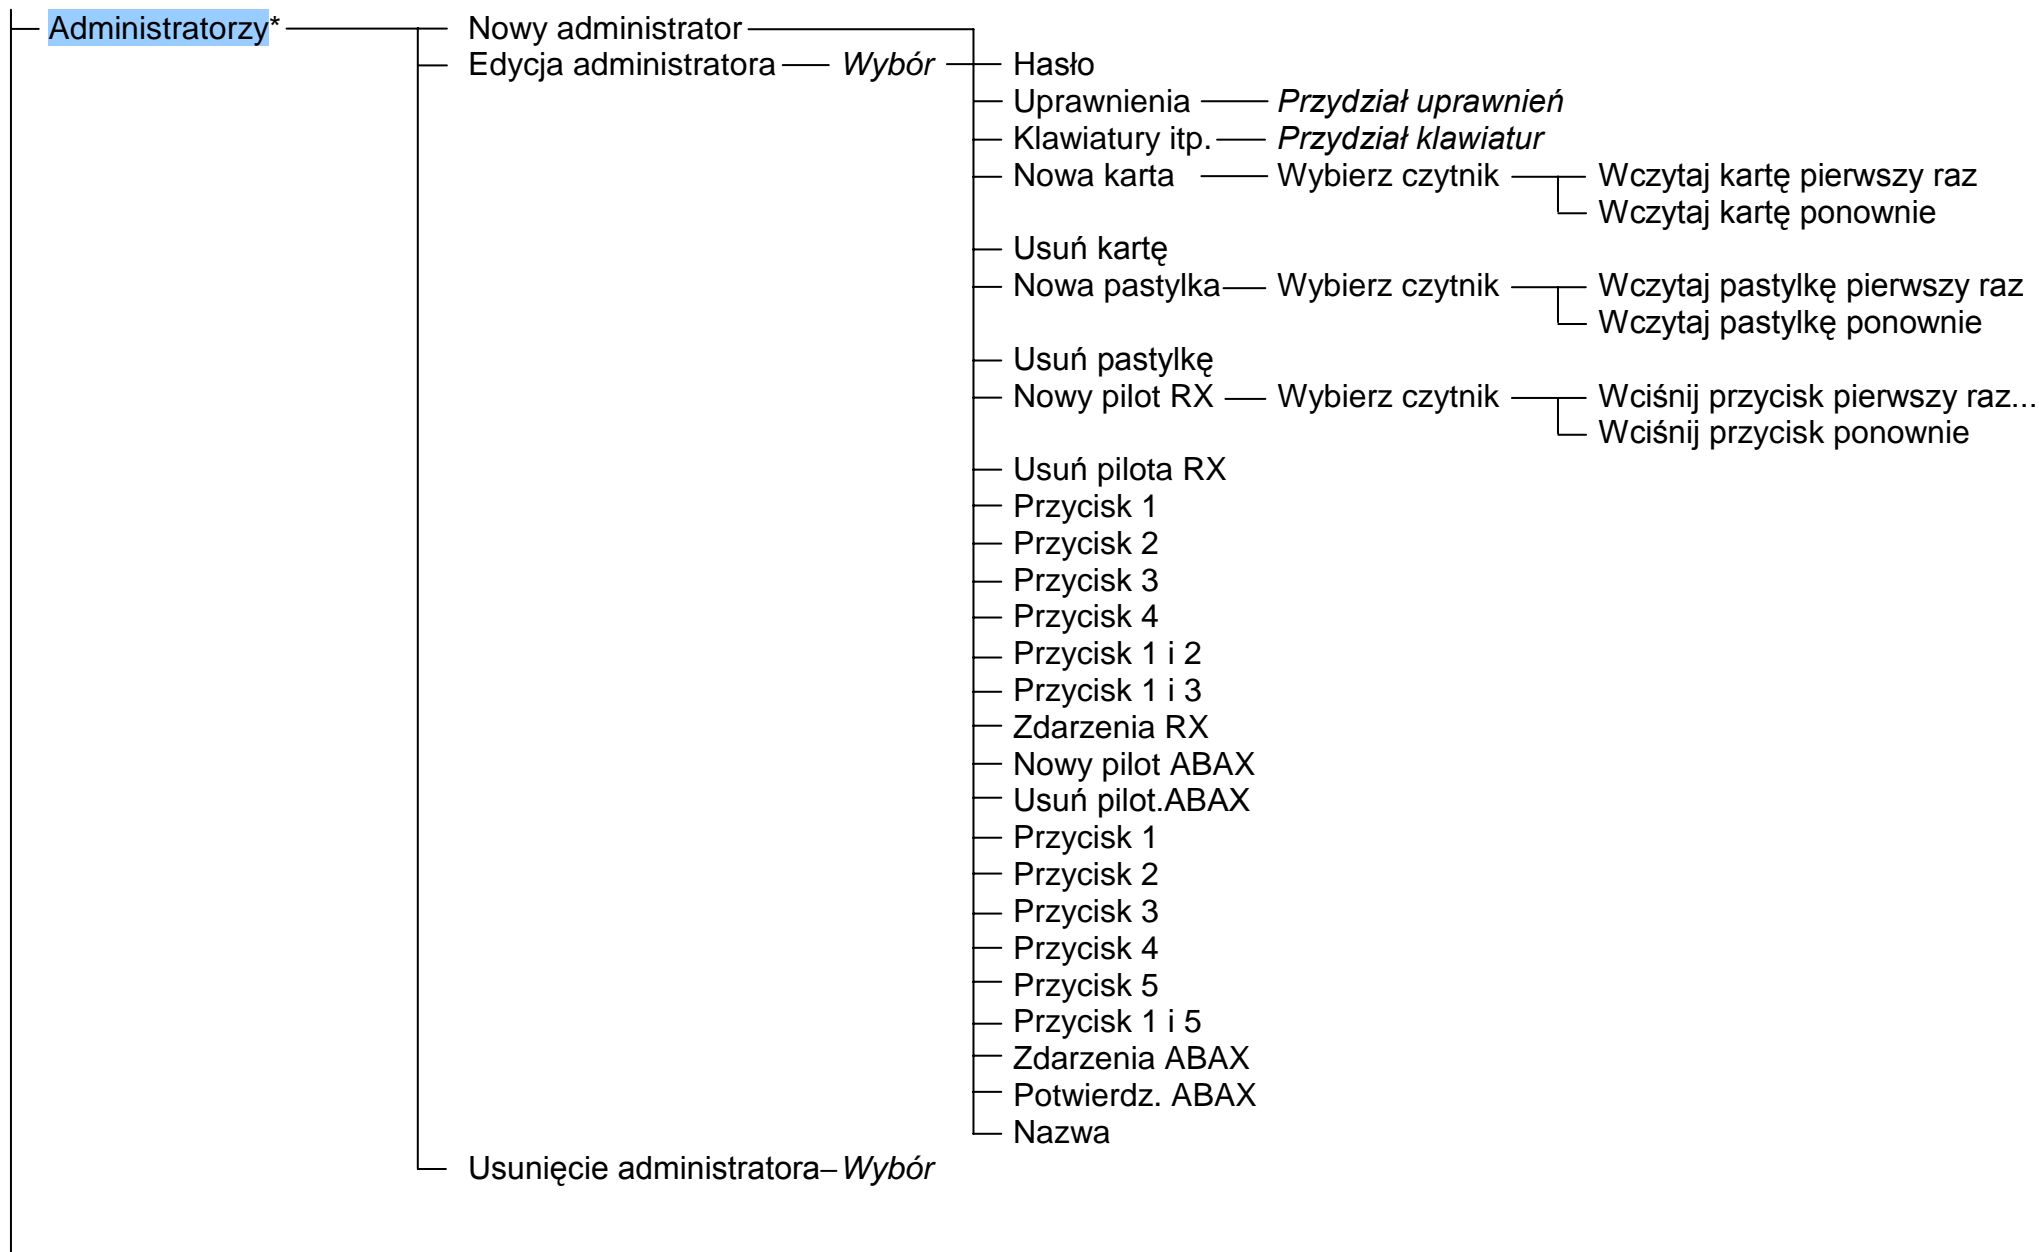 Administratorzy* Nowy administrator
Edycja administratora Wybór Hasło
Uprawnienia Przydział uprawnień
Klawiatury itp. Przydział klawiatur
Nowa karta Wybierz czytnik Wczytaj kartę pierwszy raz
Wczytaj kartę ponownie
Usuń kartę
Nowa pastylka Wybierz czytnik Wczytaj pastylkę pierwszy raz
Wczytaj pastylkę ponownie
Usuń pastylkę
Nowy pilot RX Wybierz czytnik Wciśnij przycisk pierwszy raz...
Wciśnij przycisk ponownie
Usuń pilota RX
Przycisk 1
Przycisk 2
Przycisk 3
Przycisk 4
Przycisk 1 i 2
Przycisk 1 i 3
Zdarzenia RX
Nowy pilot ABAX
Usuń pilot.ABAX
Przycisk 1
Przycisk 2
Przycisk 3
Przycisk 4
Przycisk 5
Przycisk 1 i 5
Zdarzenia ABAX
Potwierdz. ABAX
Nazwa
Usunięcie administratora– Wybór